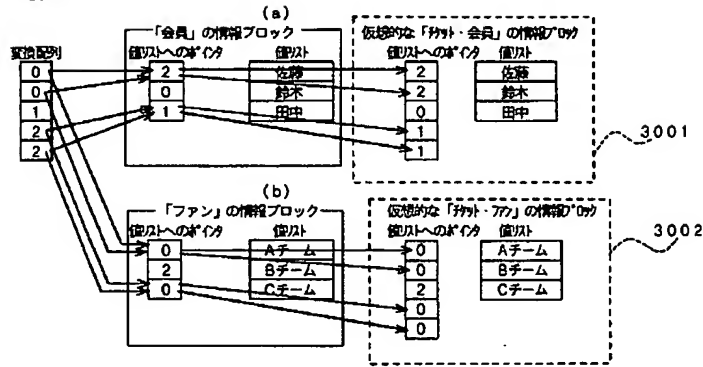 (a)
「会員」の情報ブロック
仮想的な「チケット・会員」の情報ブロック
変換配列
値リストへのポインタ
値リスト
値リストへのポインタ
値リスト
0
0
1
2
2
2
0
1
佐藤
鈴木
田中
2
2
0
1
1
佐藤
鈴木
田中
3001
(b)
「ファン」の情報ブロック
仮想的な「チケット・ファン」の情報ブロック
値リストへのポインタ
値リスト
値リストへのポインタ
値リスト
0
2
0
Aチーム
Bチーム
Cチーム
0
0
2
0
0
Aチーム
Bチーム
Cチーム
3002